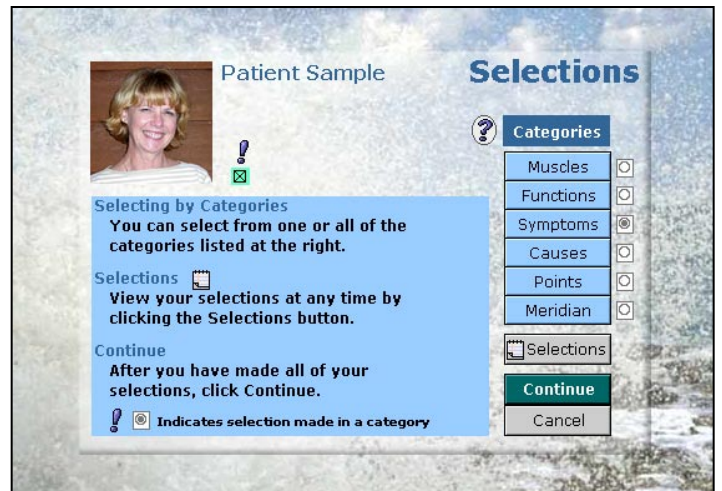 Patient Sample
Selections
Categories
Muscles
Functions
Symptoms
Causes
Points
Meridian
Selections
Continue
Cancel
Selecting by Categories
You can select from one or all of the
categories listed at the right.
Selections
View your selections at any time by
clicking the Selections button.
Continue
After you have made all of your
selections, click Continue.
Indicates selection made in a category